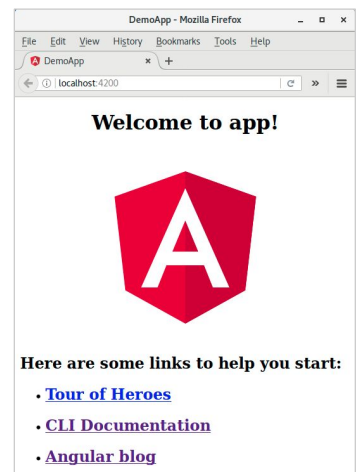 DemoApp - Mozilla Firefox
File Edit View History Bookmarks Tools Help
DemoApp
localhost:4200
Welcome to app!
A
Here are some links to help you start:
Tour of Heroes
CLI Documentation
Angular blog